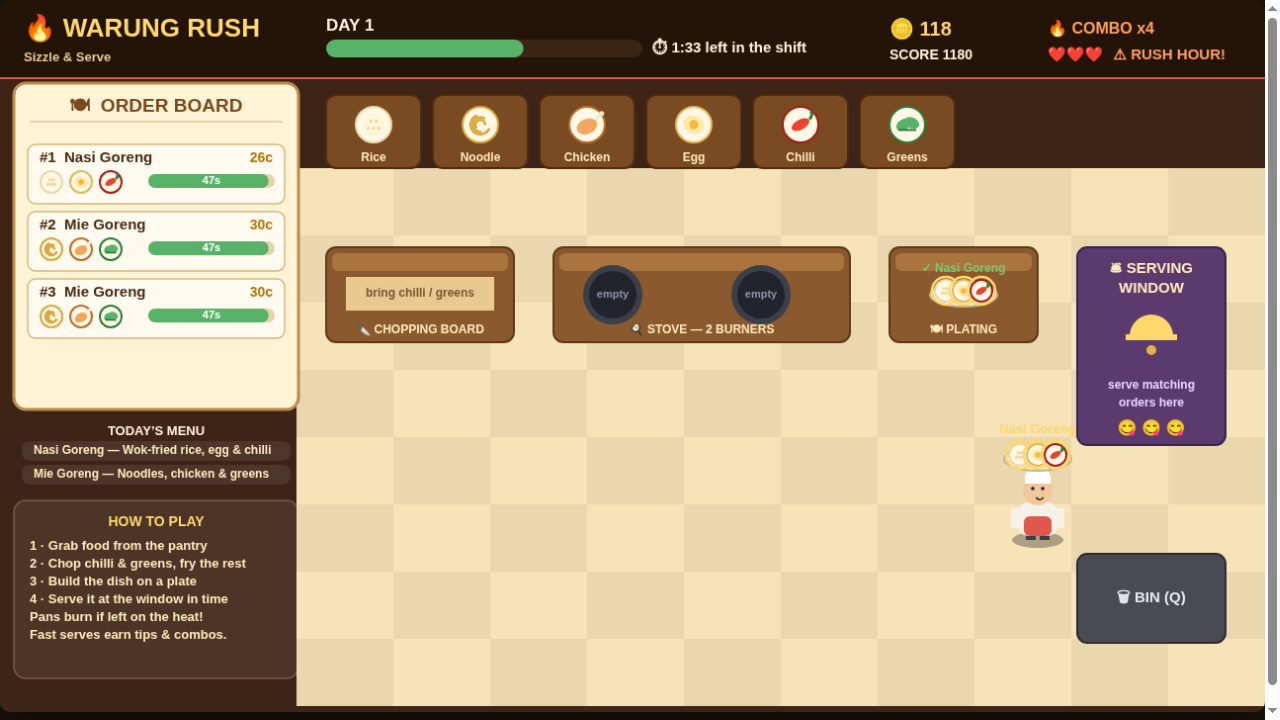 🔥 WARUNG RUSH
Sizzle & Serve
DAY 1
⏱ 1:33 left in the shift
🪙 118
SCORE 1180
🔥 COMBO x4
❤️❤️❤️ ⚠ RUSH HOUR!
🍽 ORDER BOARD
#1 Nasi Goreng 26c
47s
#2 Mie Goreng 30c
47s
#3 Mie Goreng 30c
47s
TODAY'S MENU
Nasi Goreng — Wok-fried rice, egg & chilli
Mie Goreng — Noodles, chicken & greens
HOW TO PLAY
1 · Grab food from the pantry
2 · Chop chilli & greens, fry the rest
3 · Build the dish on a plate
4 · Serve it at the window in time
Pans burn if left on the heat!
Fast serves earn tips & combos.
Rice
Noodle
Chicken
Egg
Chilli
Greens
bring chilli / greens
🔪 CHOPPING BOARD
empty
empty
🍳 STOVE — 2 BURNERS
✓ Nasi Goreng
🍽 PLATING
🛎 SERVING
WINDOW
serve matching
orders here
😋 😋 😋
Nasi Goreng
🗑 BIN (Q)